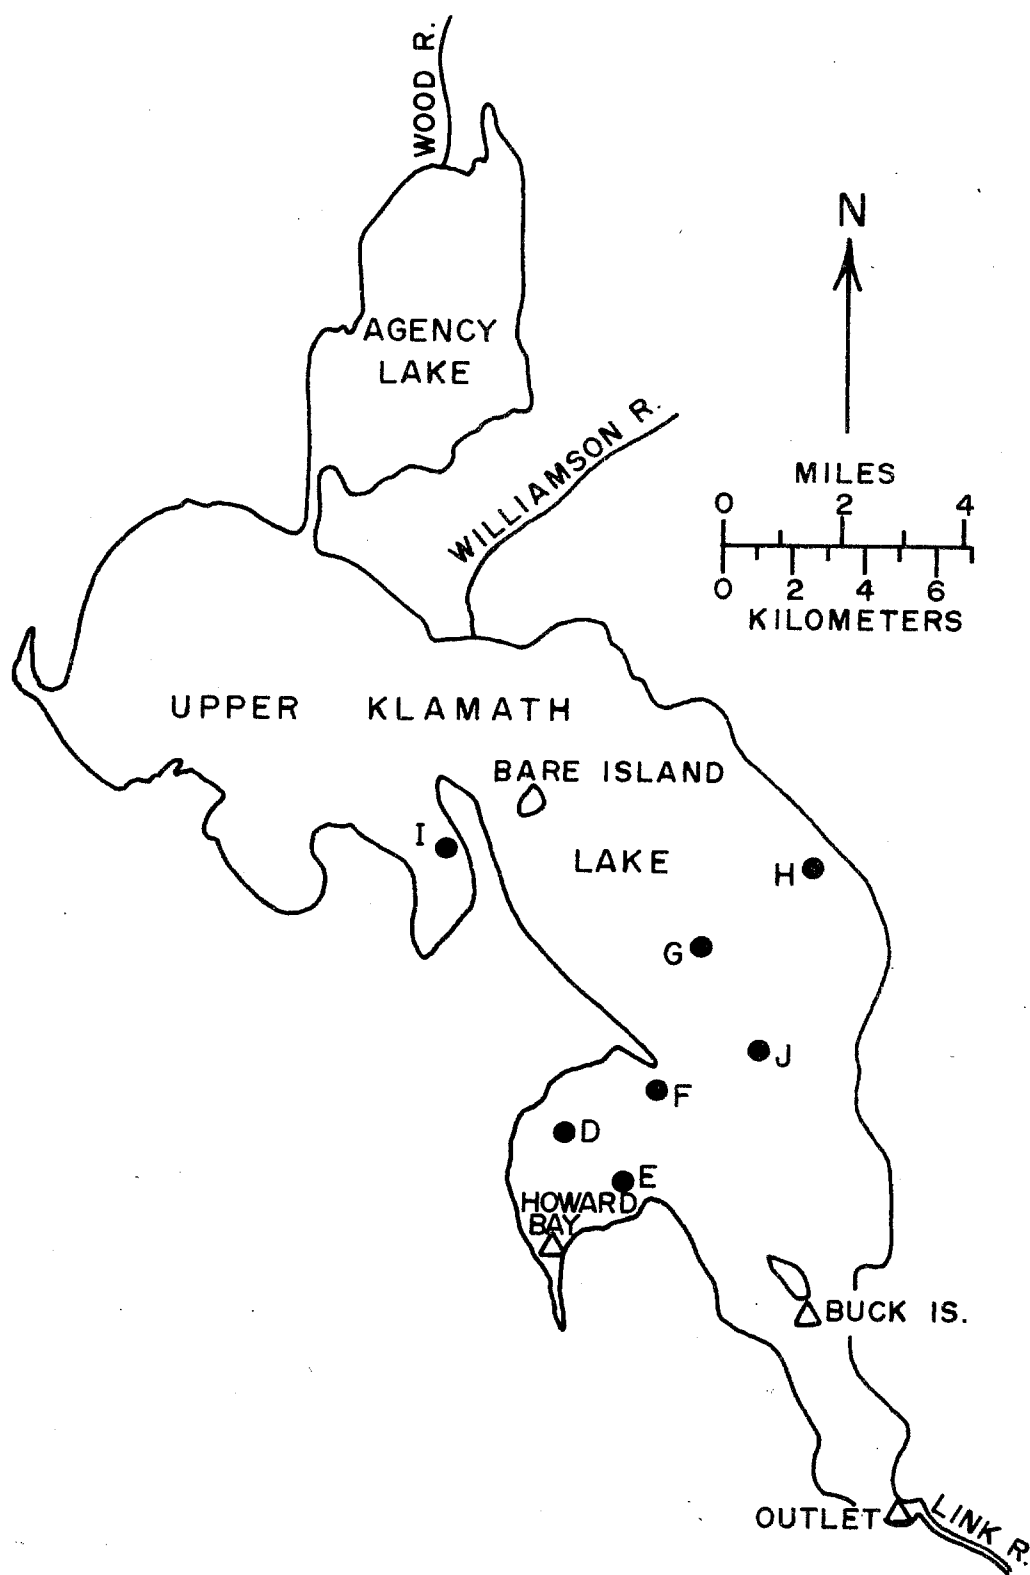 WOOD R.
N
AGENCY
LAKE
WILLIAMSON R.
MILES
0 2 4
0 2 4 6
KILOMETERS
UPPER KLAMATH
BARE ISLAND
I
LAKE
H
G
J
F
D
E
HOWARD
BAY
BUCK IS.
OUTLET
LINK R.